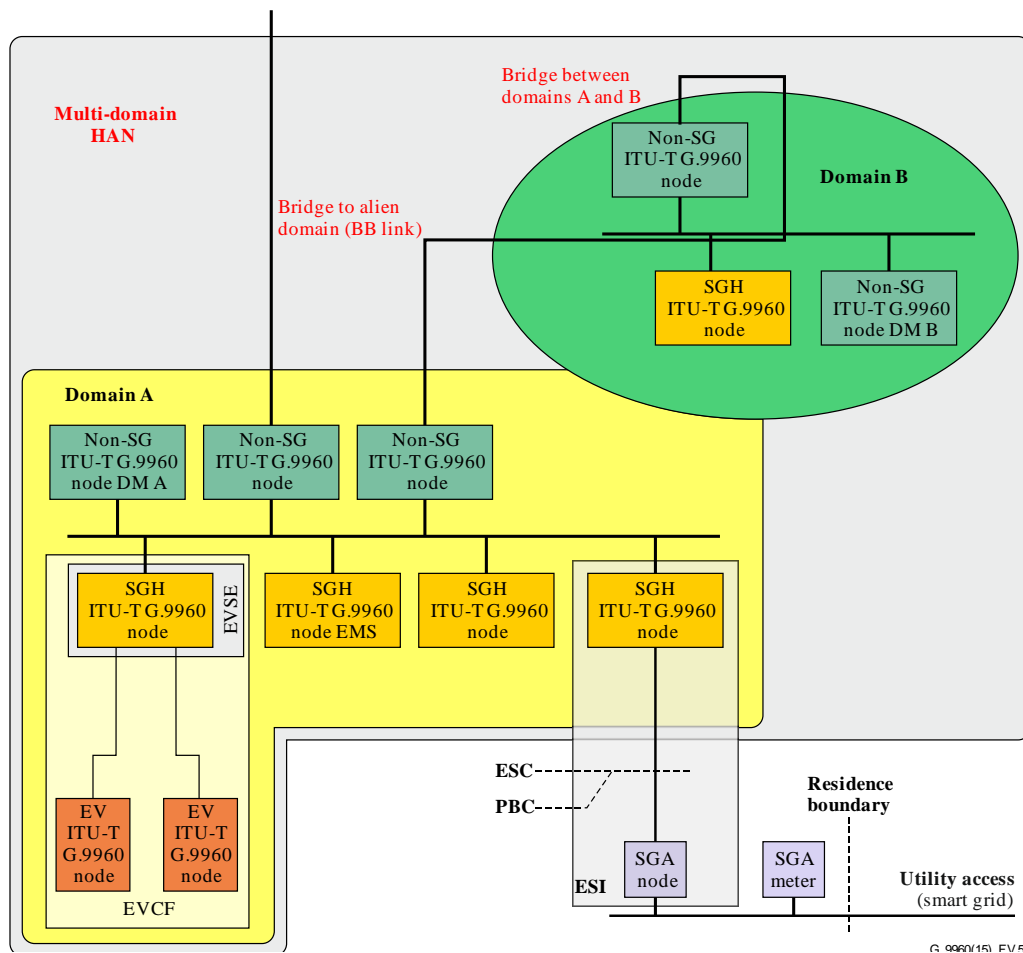 Multi-domain
HAN
Bridge between
domains A and B
Non-SG
ITU-T G.9960
node
Domain B
Bridge to alien
domain (BB link)
SGH
ITU-T G.9960
node
Non-SG
ITU-T G.9960
node DM B
Domain A
Non-SG
ITU-T G.9960
node DM A
Non-SG
ITU-T G.9960
node
Non-SG
ITU-T G.9960
node
SGH
ITU-T G.9960
node
EVSE
SGH
ITU-T G.9960
node EMS
SGH
ITU-T G.9960
node
SGH
ITU-T G.9960
node
ESC
PBC
Residence
boundary
EV
ITU-T
G.9960
node
EV
ITU-T
G.9960
node
EVCF
ESI
SGA
node
SGA
meter
Utility access
(smart grid)
G.9960(15)_FV.5